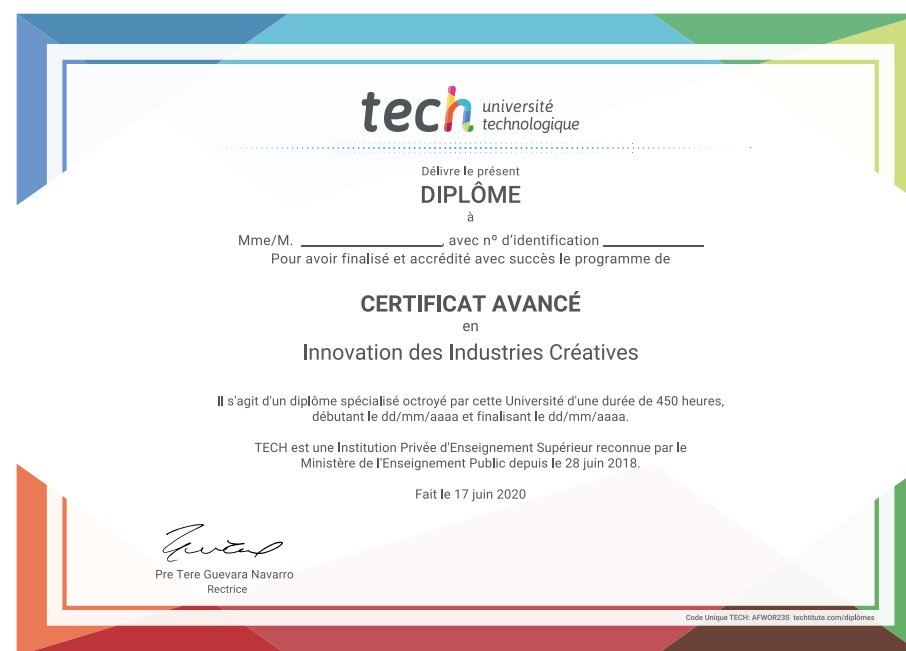 tech université
technologique
Délivre le présent
DIPLÔME
à
Mme/M. ____________________, avec nº d'identification ______________
Pour avoir finalisé et accrédité avec succès le programme de
CERTIFICAT AVANCÉ
en
Innovation des Industries Créatives
Il s'agit d'un diplôme spécialisé octroyé par cette Université d'une durée de 450 heures,
débutant le dd/mm/aaaa et finalisant le dd/mm/aaaa.
TECH est une Institution Privée d'Enseignement Supérieur reconnue par le
Ministère de l'Enseignement Public depuis le 28 juin 2018.
Fait le 17 juin 2020
Pre Tere Guevara Navarro
Rectrice
Code Unique TECH: AFWOR23S techtitute.com/diplômes